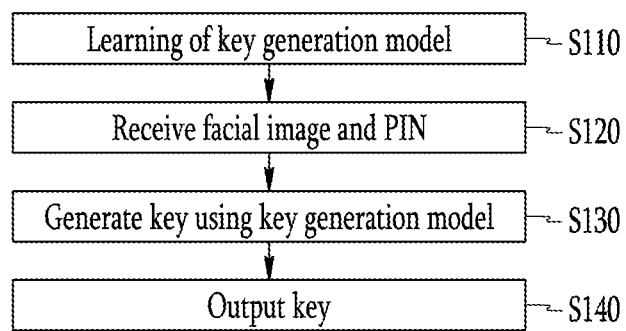 Learning of key generation model S110
Receive facial image and PIN S120
Generate key using key generation model S130
Output key S140